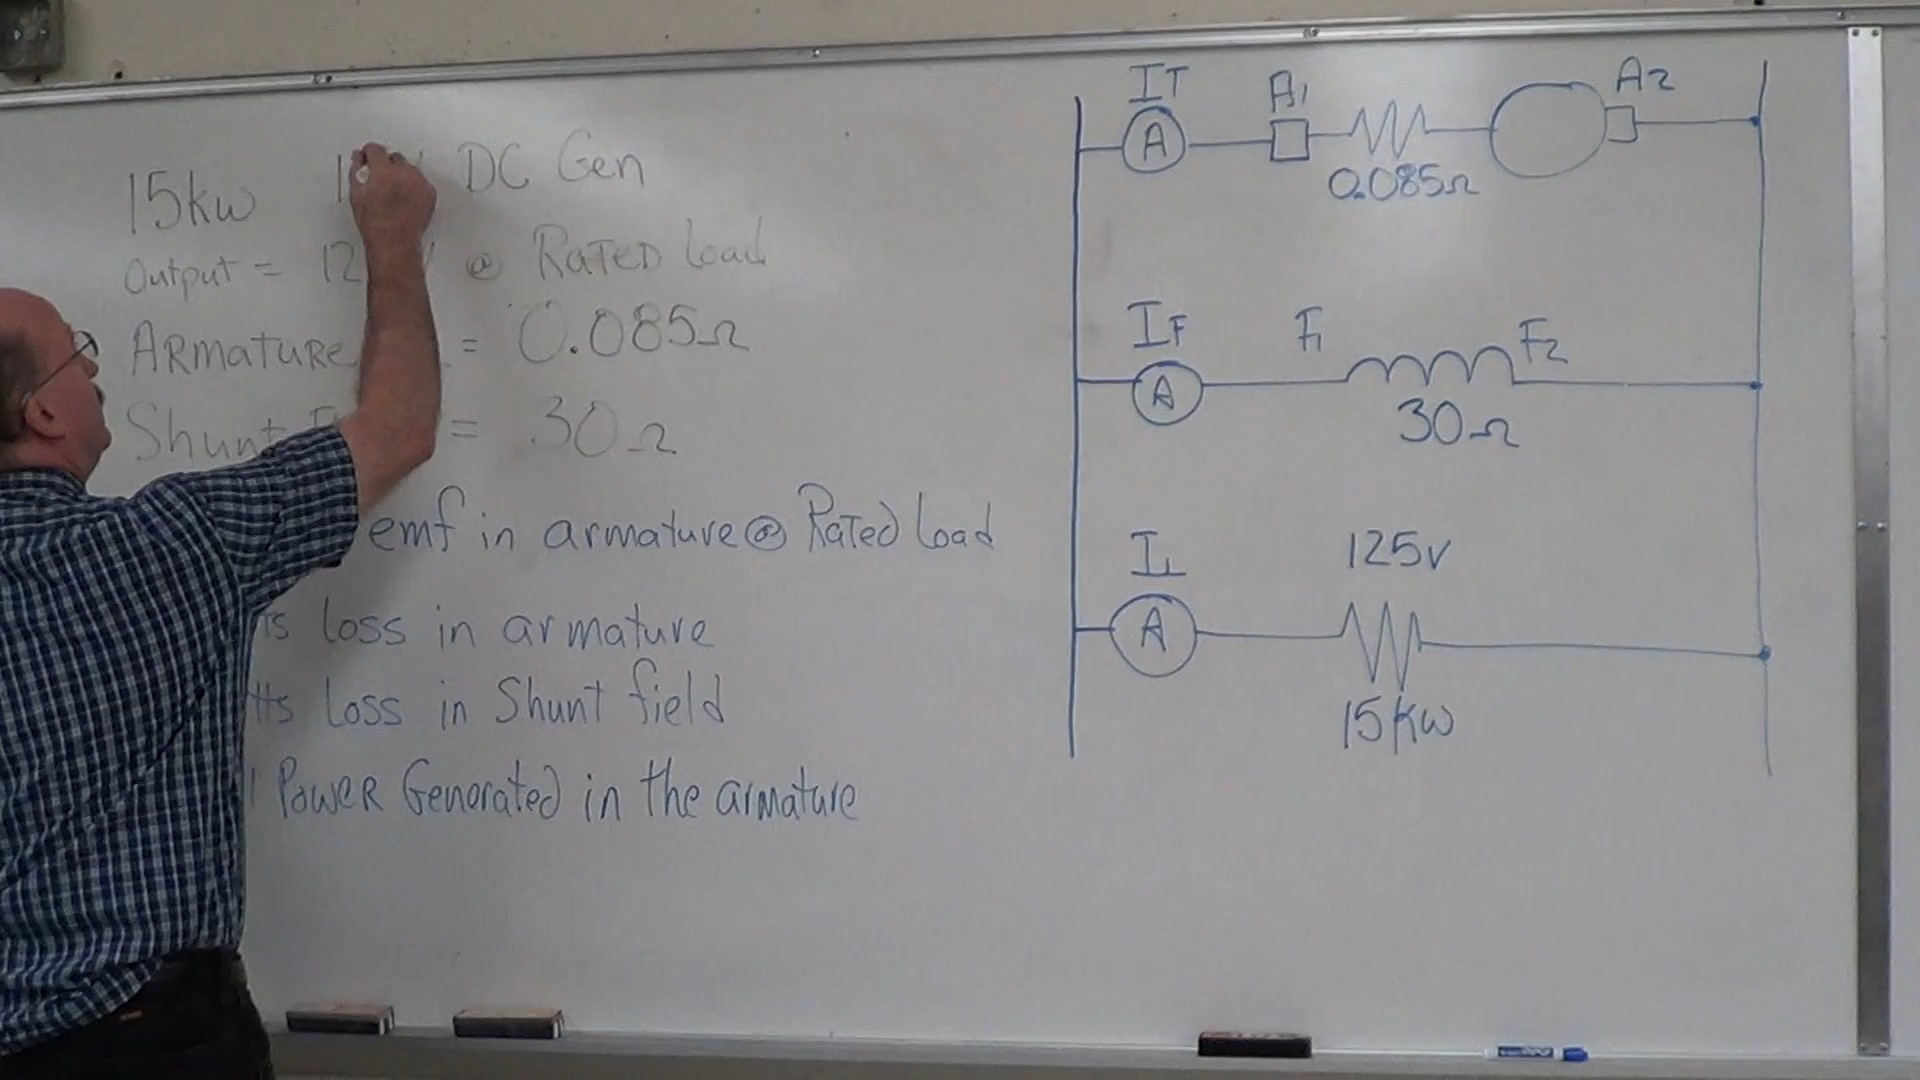 15kw DC Gen
Output = 12 @ RATED load
ARmATURE = 0.085Ω
Shunt = 30Ω
emf in armature @ Rated load
loss in armature
Loss in Shunt field
Power Generated in the armature
IT
A1
A2
A
0.085Ω
IF
F1
F2
A
30Ω
IL
125v
A
15kw